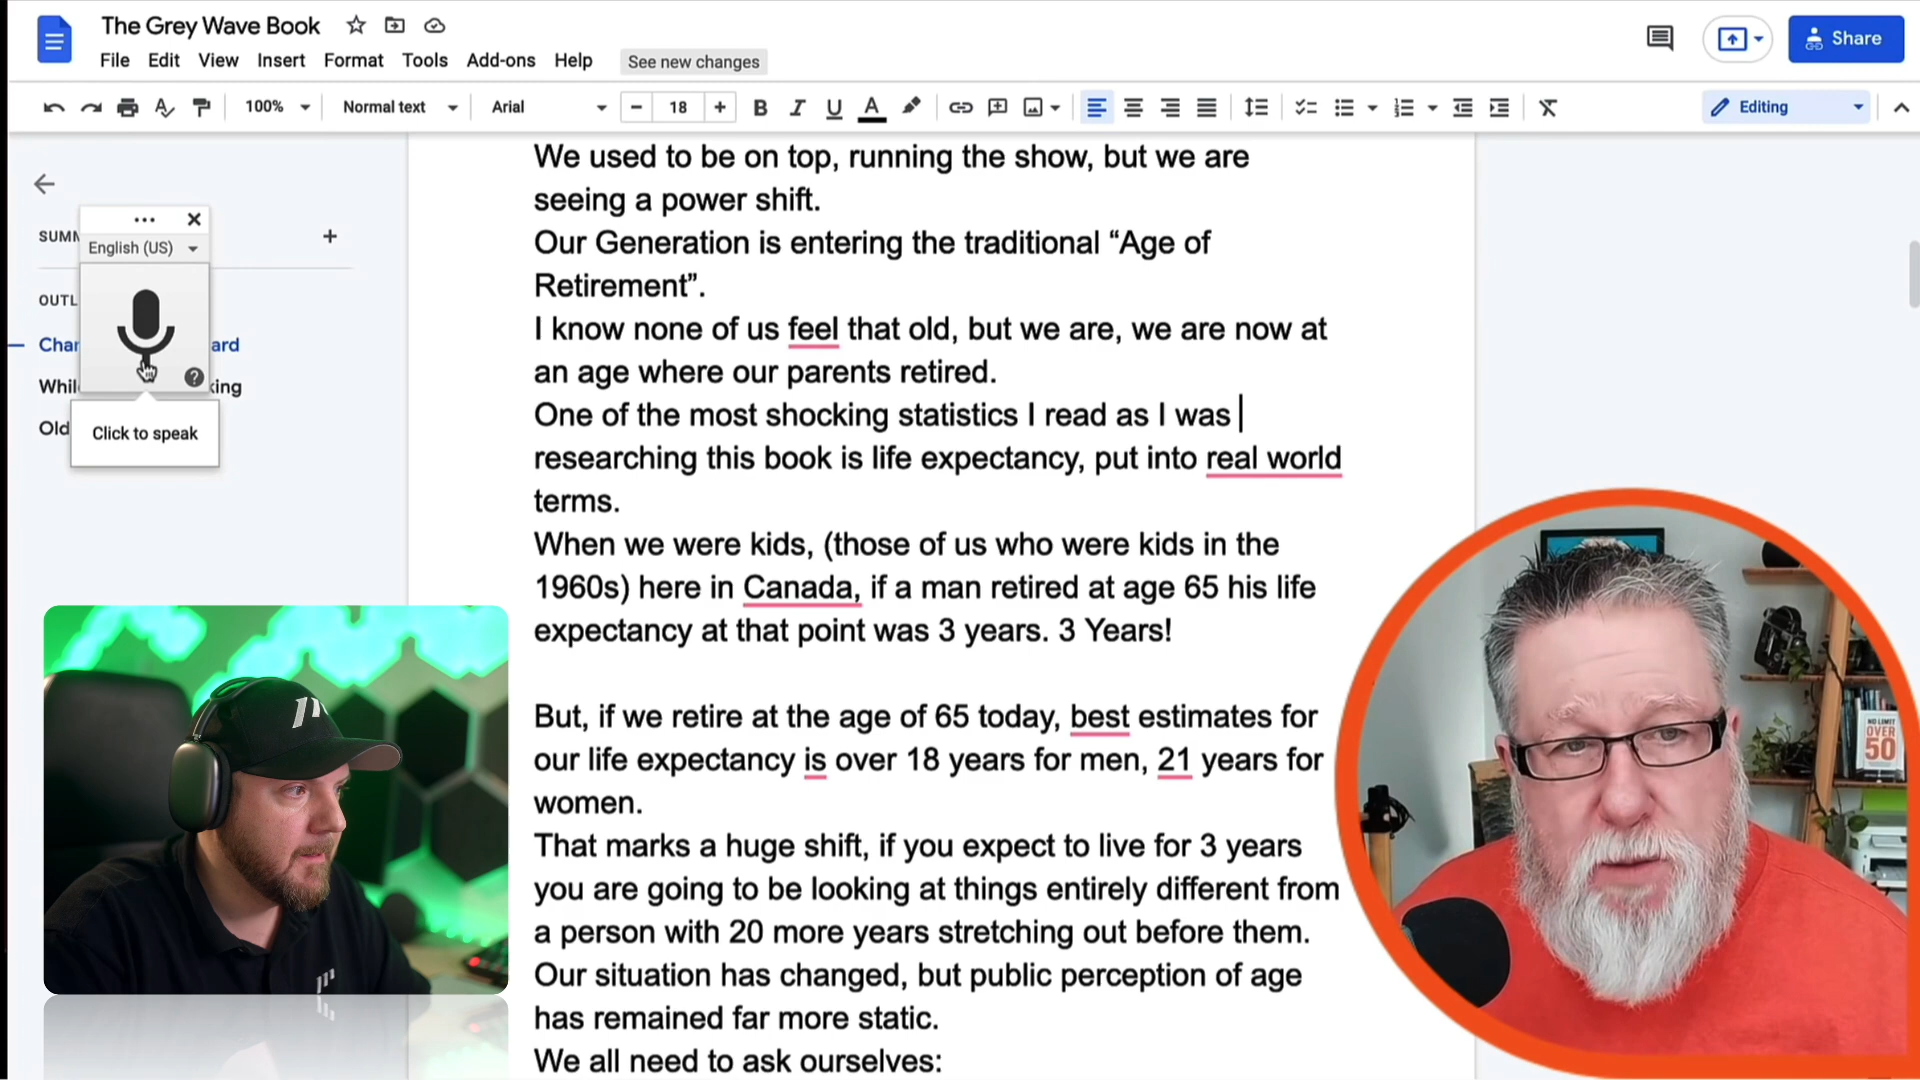 The Grey Wave Book
File Edit View Insert Format Tools Add-ons Help See new changes
Share
100% Normal text Arial − 18 + B I U A Editing
We used to be on top, running the show, but we are
seeing a power shift.
Our Generation is entering the traditional “Age of
Retirement”.
I know none of us feel that old, but we are, we are now at
an age where our parents retired.
One of the most shocking statistics I read as I was
researching this book is life expectancy, put into real world
terms.
When we were kids, (those of us who were kids in the
1960s) here in Canada, if a man retired at age 65 his life
expectancy at that point was 3 years. 3 Years!
But, if we retire at the age of 65 today, best estimates for
our life expectancy is over 18 years for men, 21 years for
women.
That marks a huge shift, if you expect to live for 3 years
you are going to be looking at things entirely different from
a person with 20 more years stretching out before them.
Our situation has changed, but public perception of age
has remained far more static.
We all need to ask ourselves:
SUMM
English (US)
OUTL
Char ard
Whil king
Old
Click to speak
NO LIMIT
OVER
50